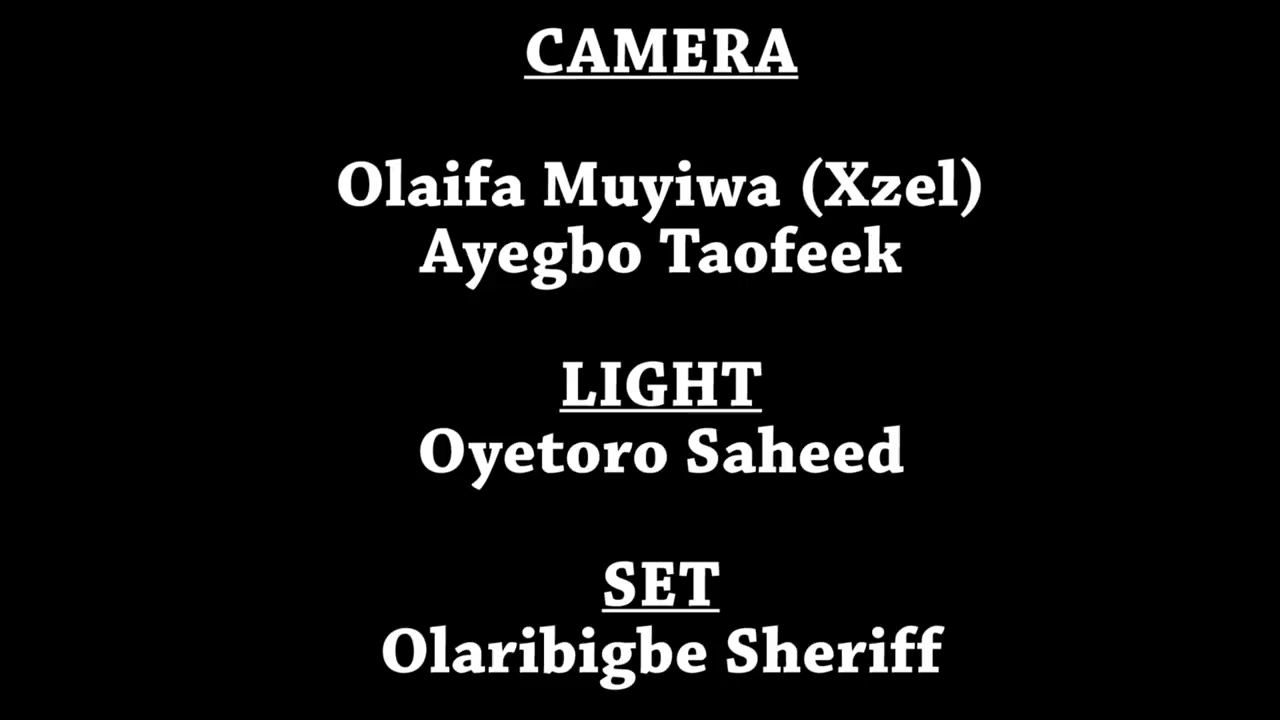 CAMERA
Olaifa Muyiwa (Xzel)
Ayegbo Taofeek
LIGHT
Oyetoro Saheed
SET
Olaribigbe Sheriff